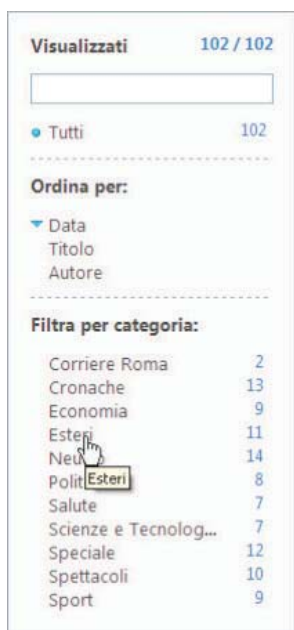 Visualizzati 102 / 102
Tutti 102
Ordina per:
Data
Titolo
Autore
Filtra per categoria:
Corriere Roma 2
Cronache 13
Economia 9
Esteri 11
14
8
Esteri
Salute 7
Scienze e Tecnolog... 7
Speciale 12
Spettacoli 10
Sport 9